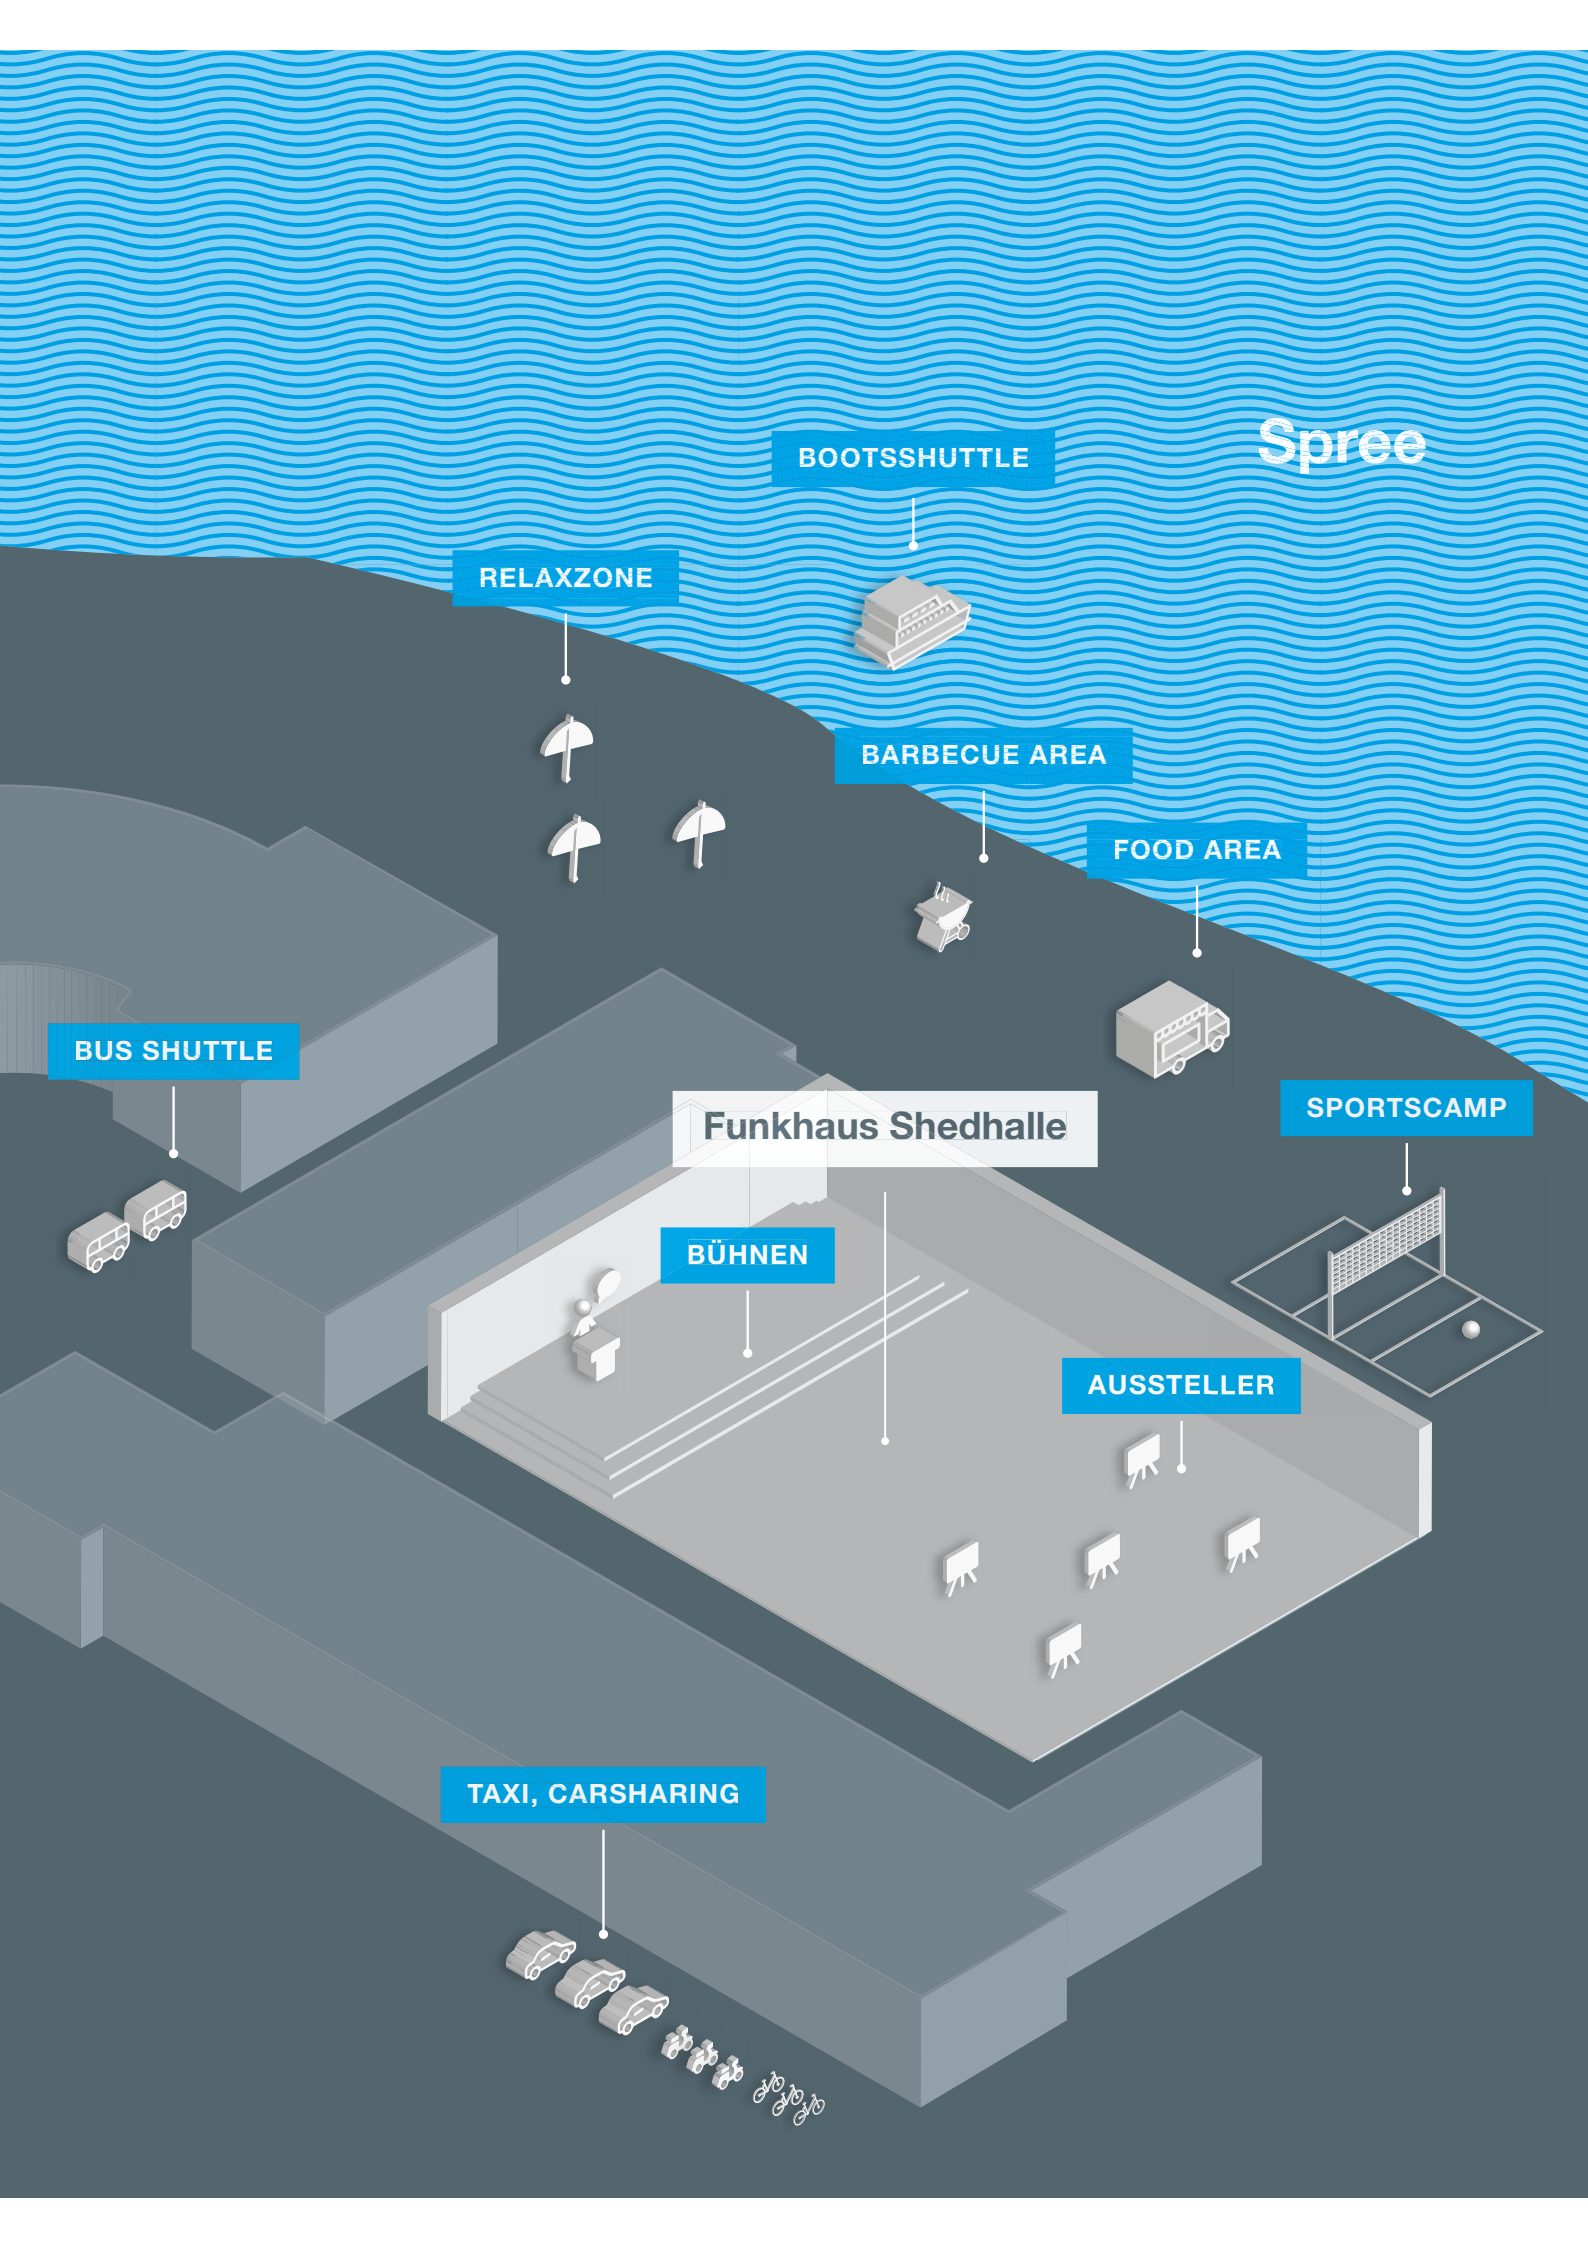 Spree
BOOTSSHUTTLE
RELAXZONE
BARBECUE AREA
FOOD AREA
BUS SHUTTLE
SPORTSCAMP
Funkhaus Shedhalle
BÜHNEN
AUSSTELLER
TAXI, CARSHARING